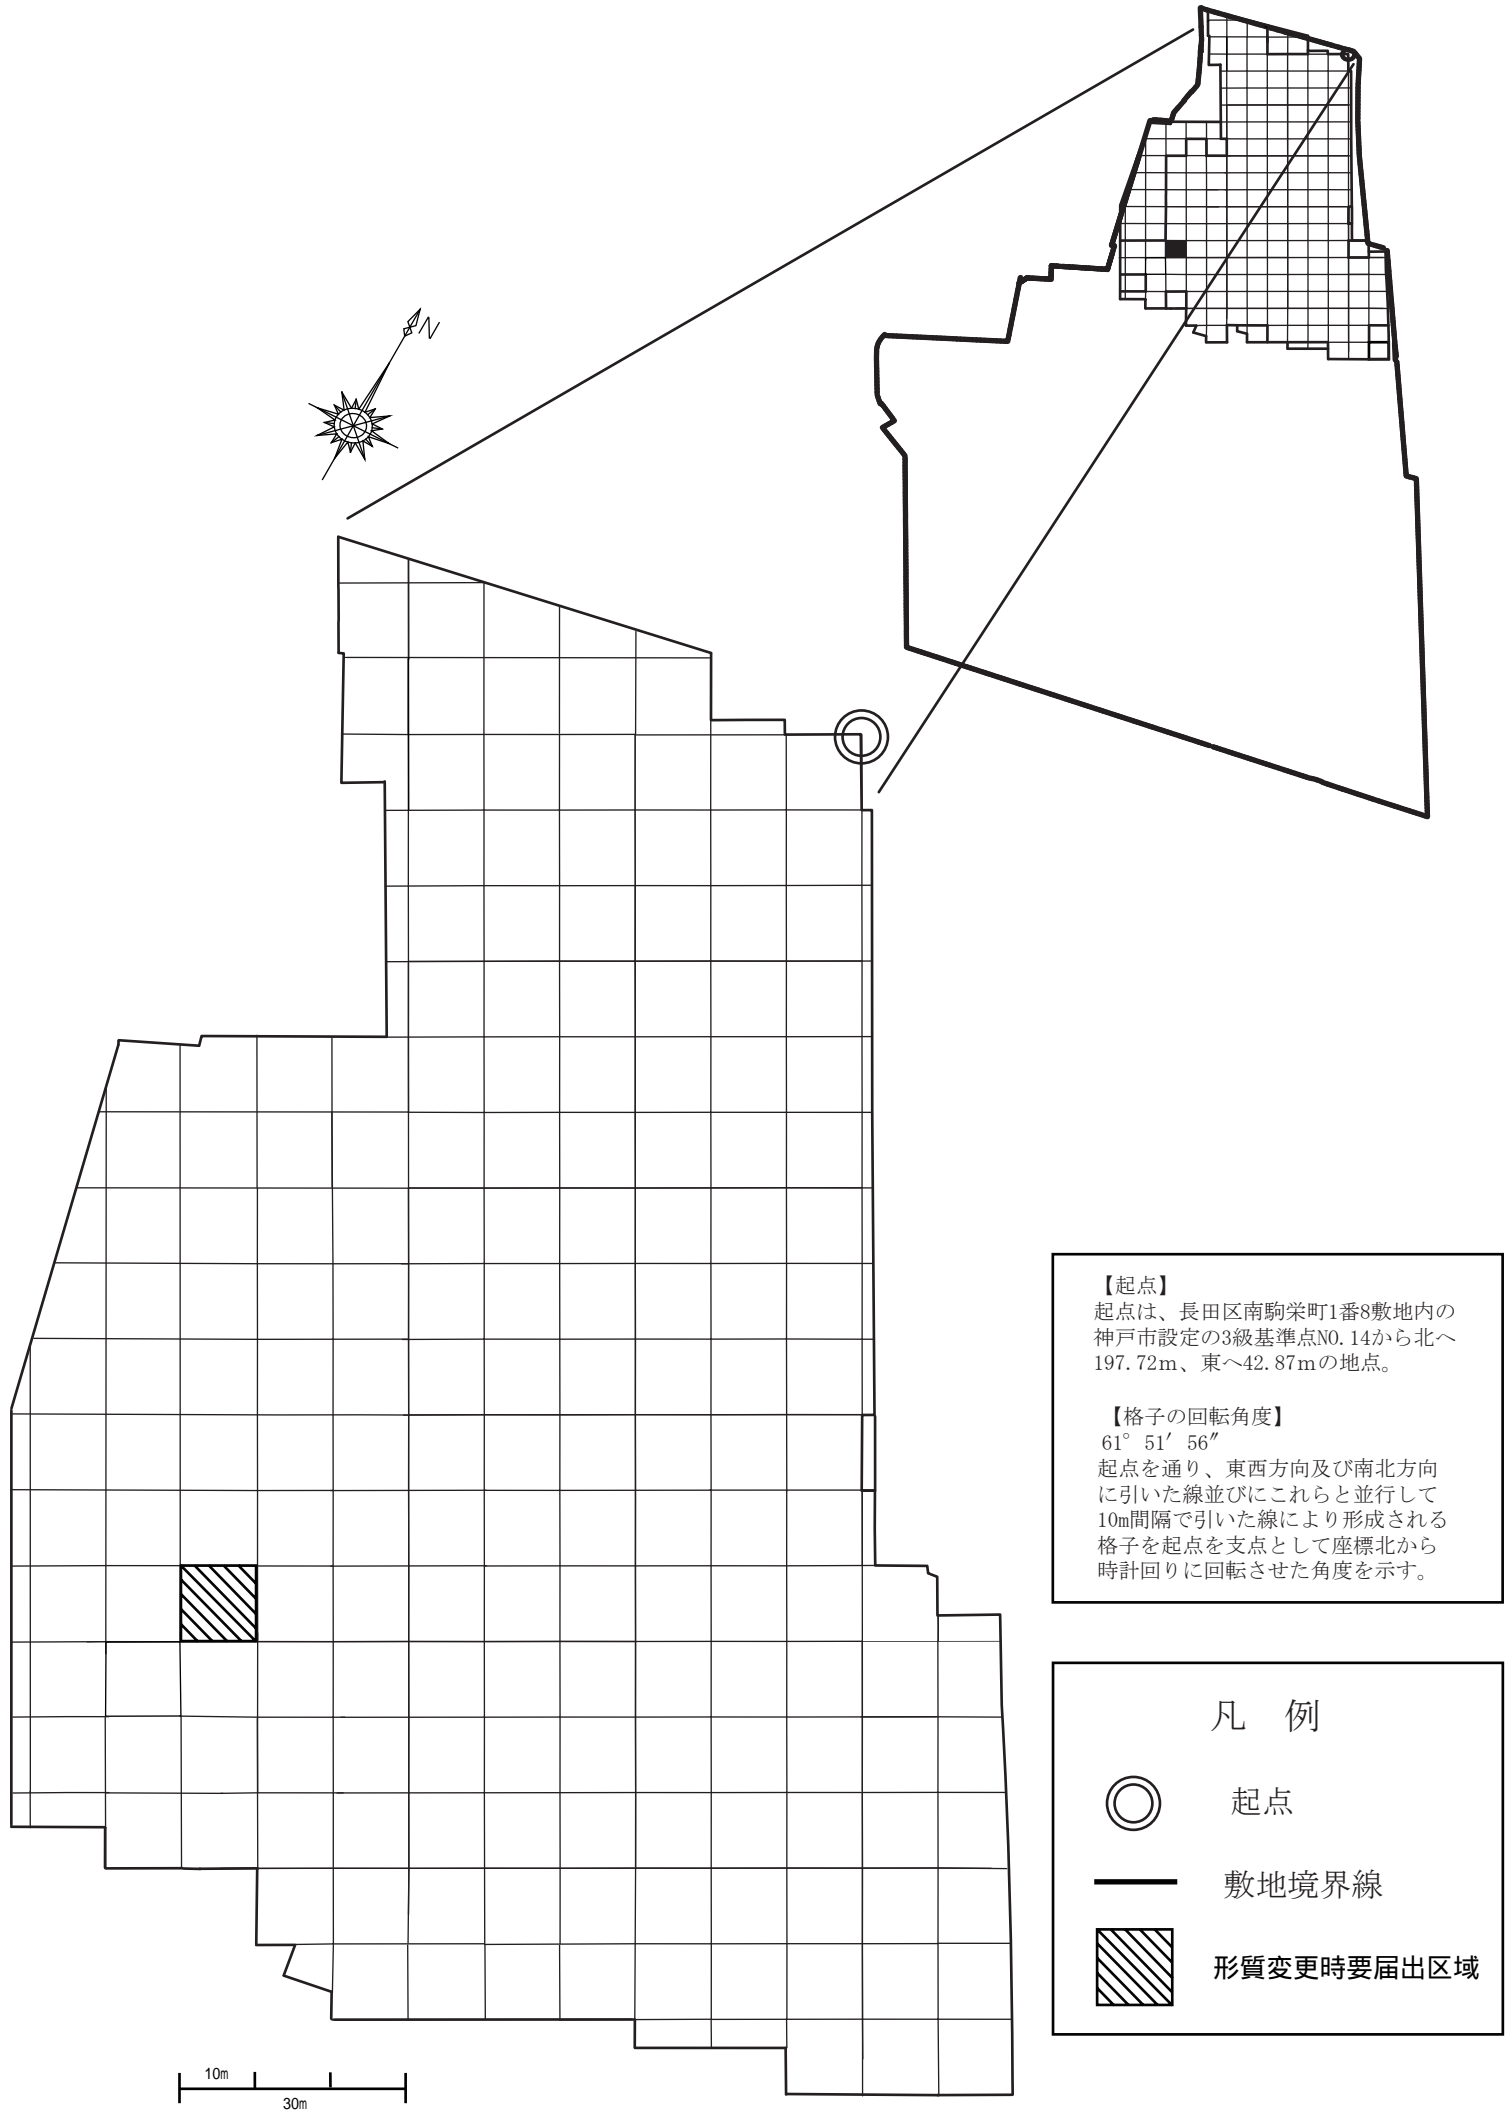 N
【起点】
起点は、長田区南駒栄町1番8敷地内の
神戸市設定の3級基準点NO.14から北へ
197.72m、東へ42.87mの地点。
【格子の回転角度】
61° 51′ 56″
起点を通り、東西方向及び南北方向
に引いた線並びにこれらと並行して
10m間隔で引いた線により形成される
格子を起点を支点として座標北から
時計回りに回転させた角度を示す。
凡 例
起点
敷地境界線
形質変更時要届出区域
10m
30m